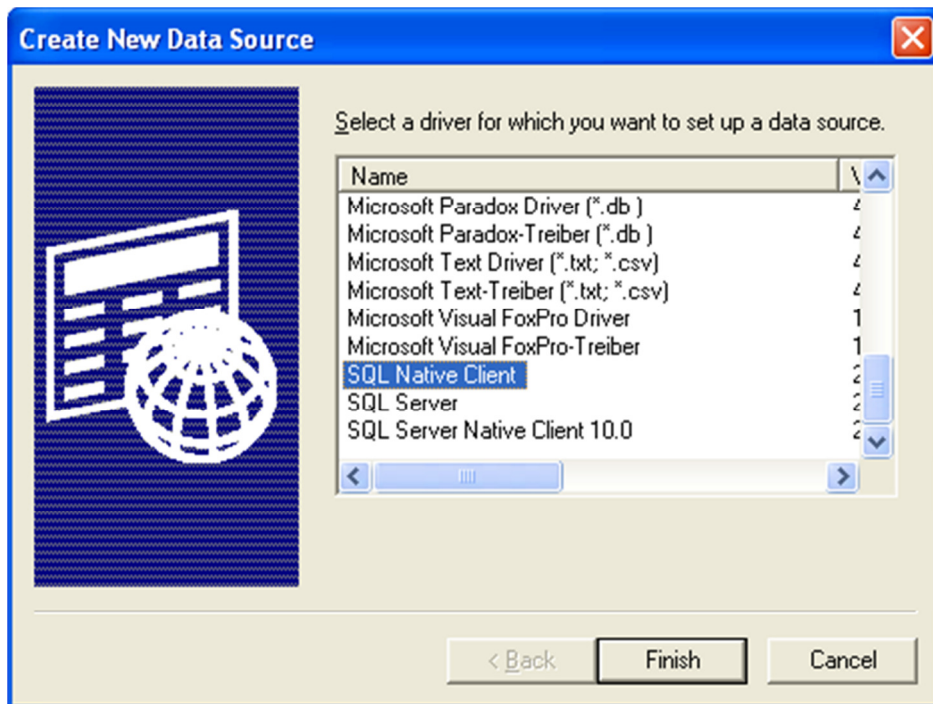 Create New Data Source
Select a driver for which you want to set up a data source.
Name
Microsoft Paradox Driver (*.db )
Microsoft Paradox-Treiber (*.db )
Microsoft Text Driver (*.txt; *.csv)
Microsoft Text-Treiber (*.txt; *.csv)
Microsoft Visual FoxPro Driver
Microsoft Visual FoxPro-Treiber
SQL Native Client
SQL Server
SQL Server Native Client 10.0
< Back
Finish
Cancel